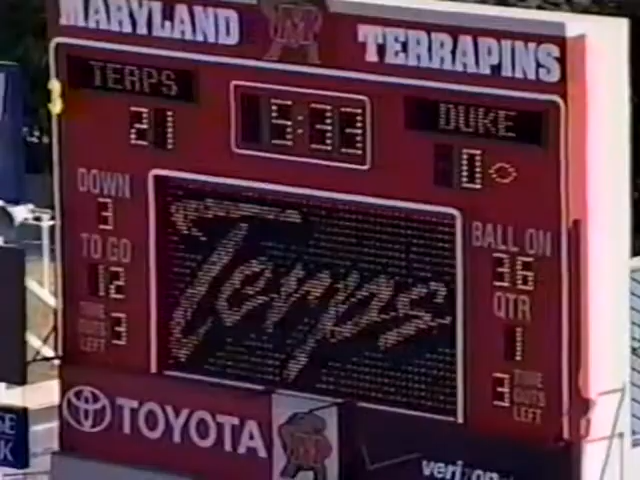 MARYLAND M TERRAPINS
TERPS 5:33 DUKE
21 0
DOWN
3
TO GO
12
TIME OUTS LEFT 3
Terps
BALL ON
36
QTR
1
3 TIME OUTS LEFT
TOYOTA
verizon